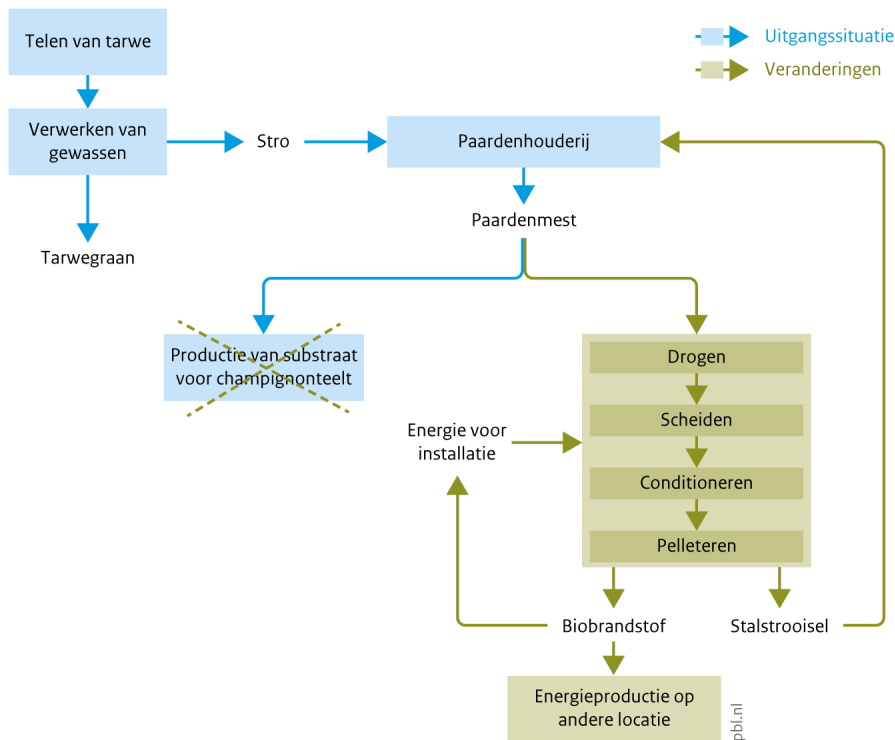 Telen van tarwe
Uitgangssituatie
Veranderingen
Verwerken van
gewassen
Stro
Paardenhouderij
Tarwegraan
Paardenmest
Productie van substraat
voor champignonteelt
Drogen
Scheiden
Conditioneren
Pelleteren
Energie voor
installatie
Biobrandstof
Stalstrooisel
Energieproductie op
andere locatie
pbl.nl